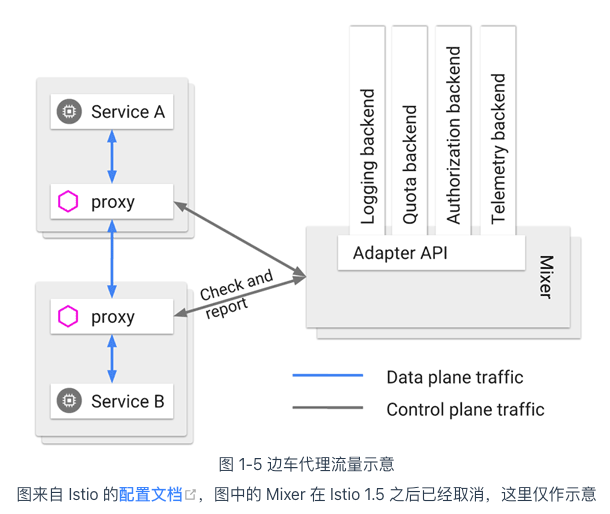 Service A
proxy
proxy
Service B
Check and
report
Logging backend
Quota backend
Authorization backend
Telemetry backend
Adapter API
Mixer
Data plane traffic
Control plane traffic
图 1-5 边车代理流量示意
图来自 Istio 的配置文档，图中的 Mixer 在 Istio 1.5 之后已经取消，这里仅作示意